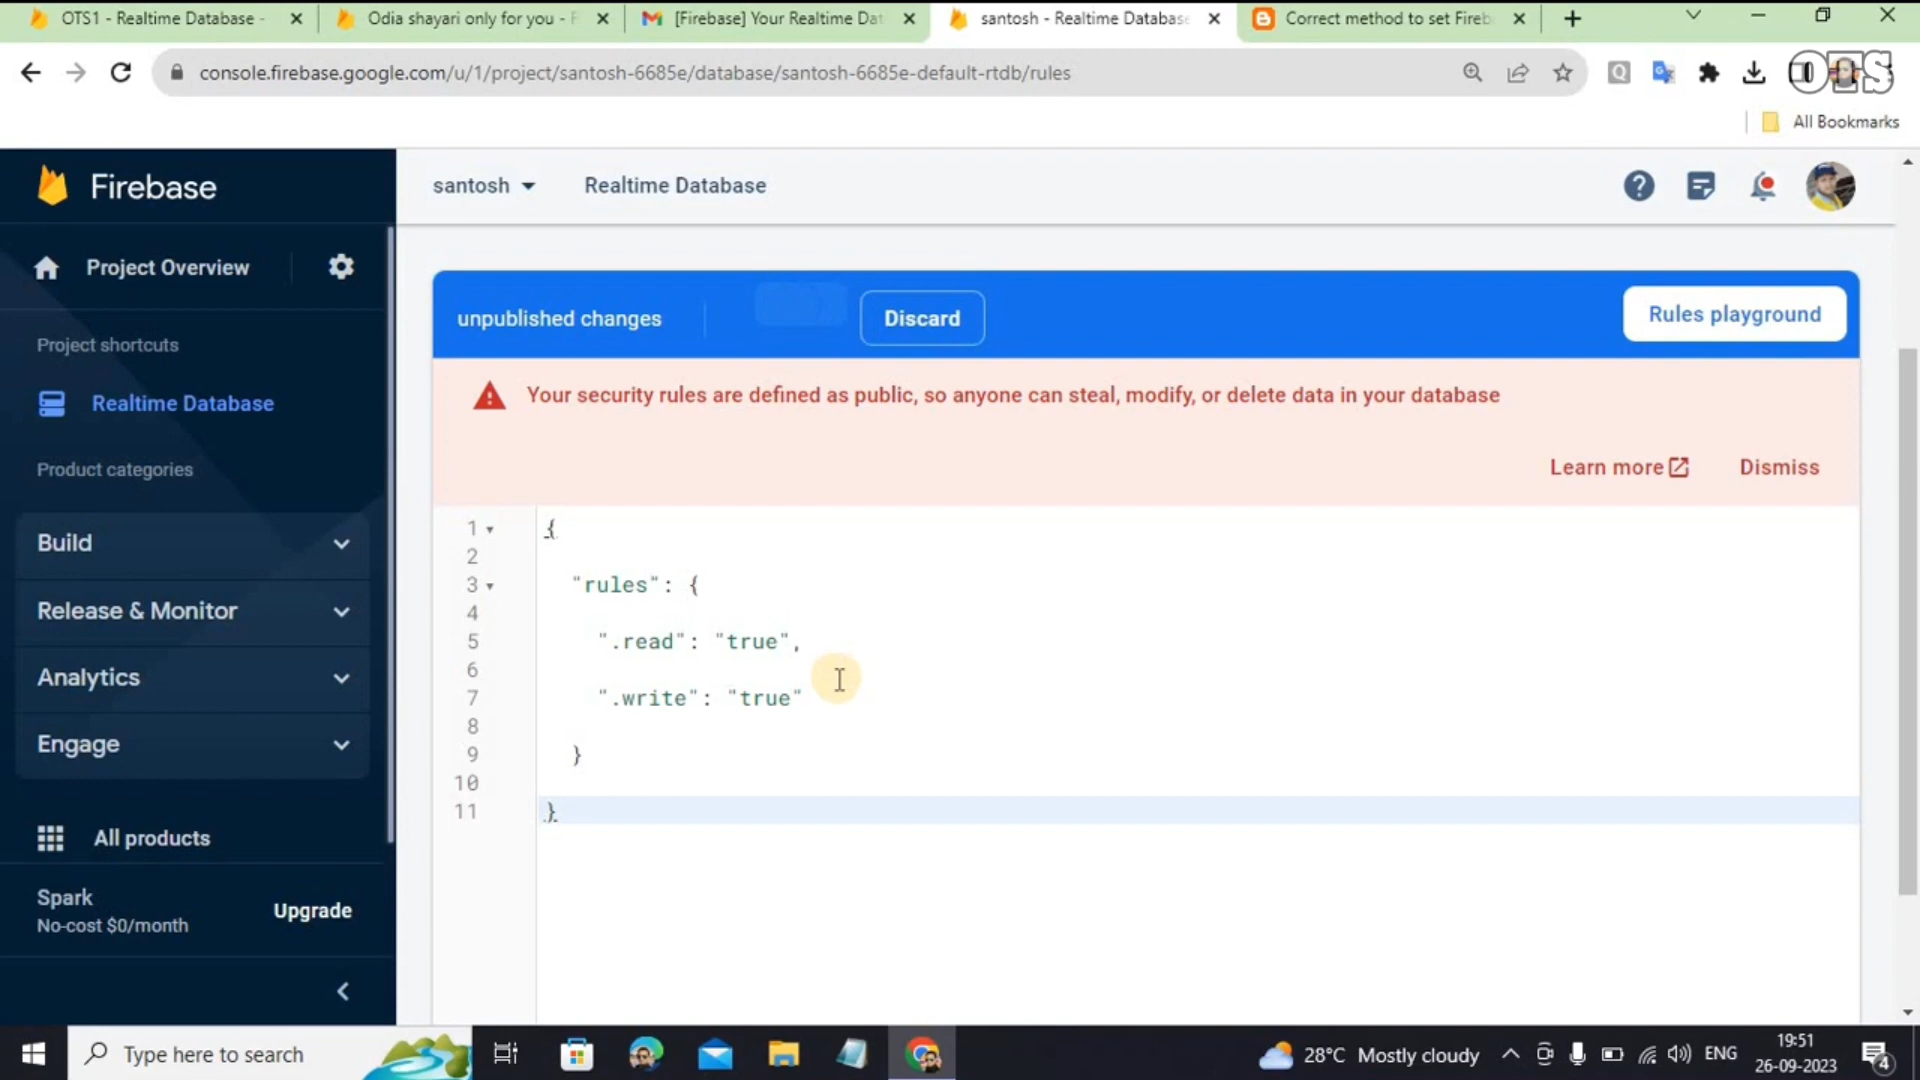 OTS1 - Realtime Database -
Odia shayari only for you - F
[Firebase] Your Realtime Dat
santosh - Realtime Database
Correct method to set Fireb
console.firebase.google.com/u/1/project/santosh-6685e/database/santosh-6685e-default-rtdb/rules
OTS
All Bookmarks
Firebase
santosh
Realtime Database
Project Overview
unpublished changes
Discard
Rules playground
Project shortcuts
Realtime Database
Your security rules are defined as public, so anyone can steal, modify, or delete data in your database
Learn more
Dismiss
Product categories
Build
Release & Monitor
Analytics
Engage
All products
Spark
No-cost $0/month
Upgrade
1 {
2
3 "rules": {
4
5 ".read": "true",
6
7 ".write": "true"
8
9 }
10
11 }
Type here to search
28°C Mostly cloudy
ENG
19:51
26-09-2023
4